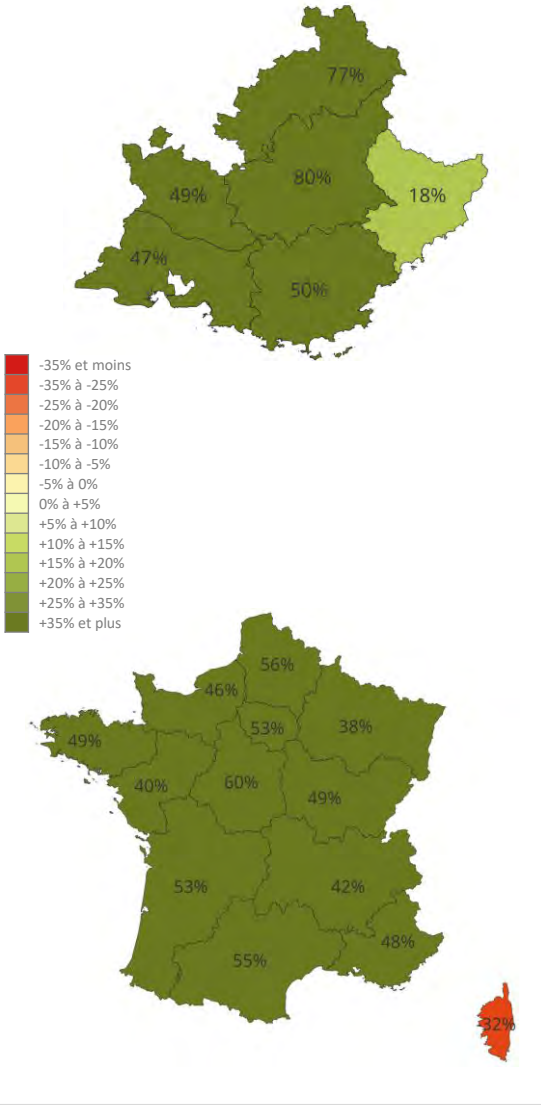 77%
80%
18%
49%
47%
50%
-35% et moins
-35% à -25%
-25% à -20%
-20% à -15%
-15% à -10%
-10% à -5%
-5% à 0%
0% à +5%
+5% à +10%
+10% à +15%
+15% à +20%
+20% à +25%
+25% à +35%
+35% et plus
56%
46%
53%
38%
49%
40%
60%
49%
53%
42%
48%
55%
32%